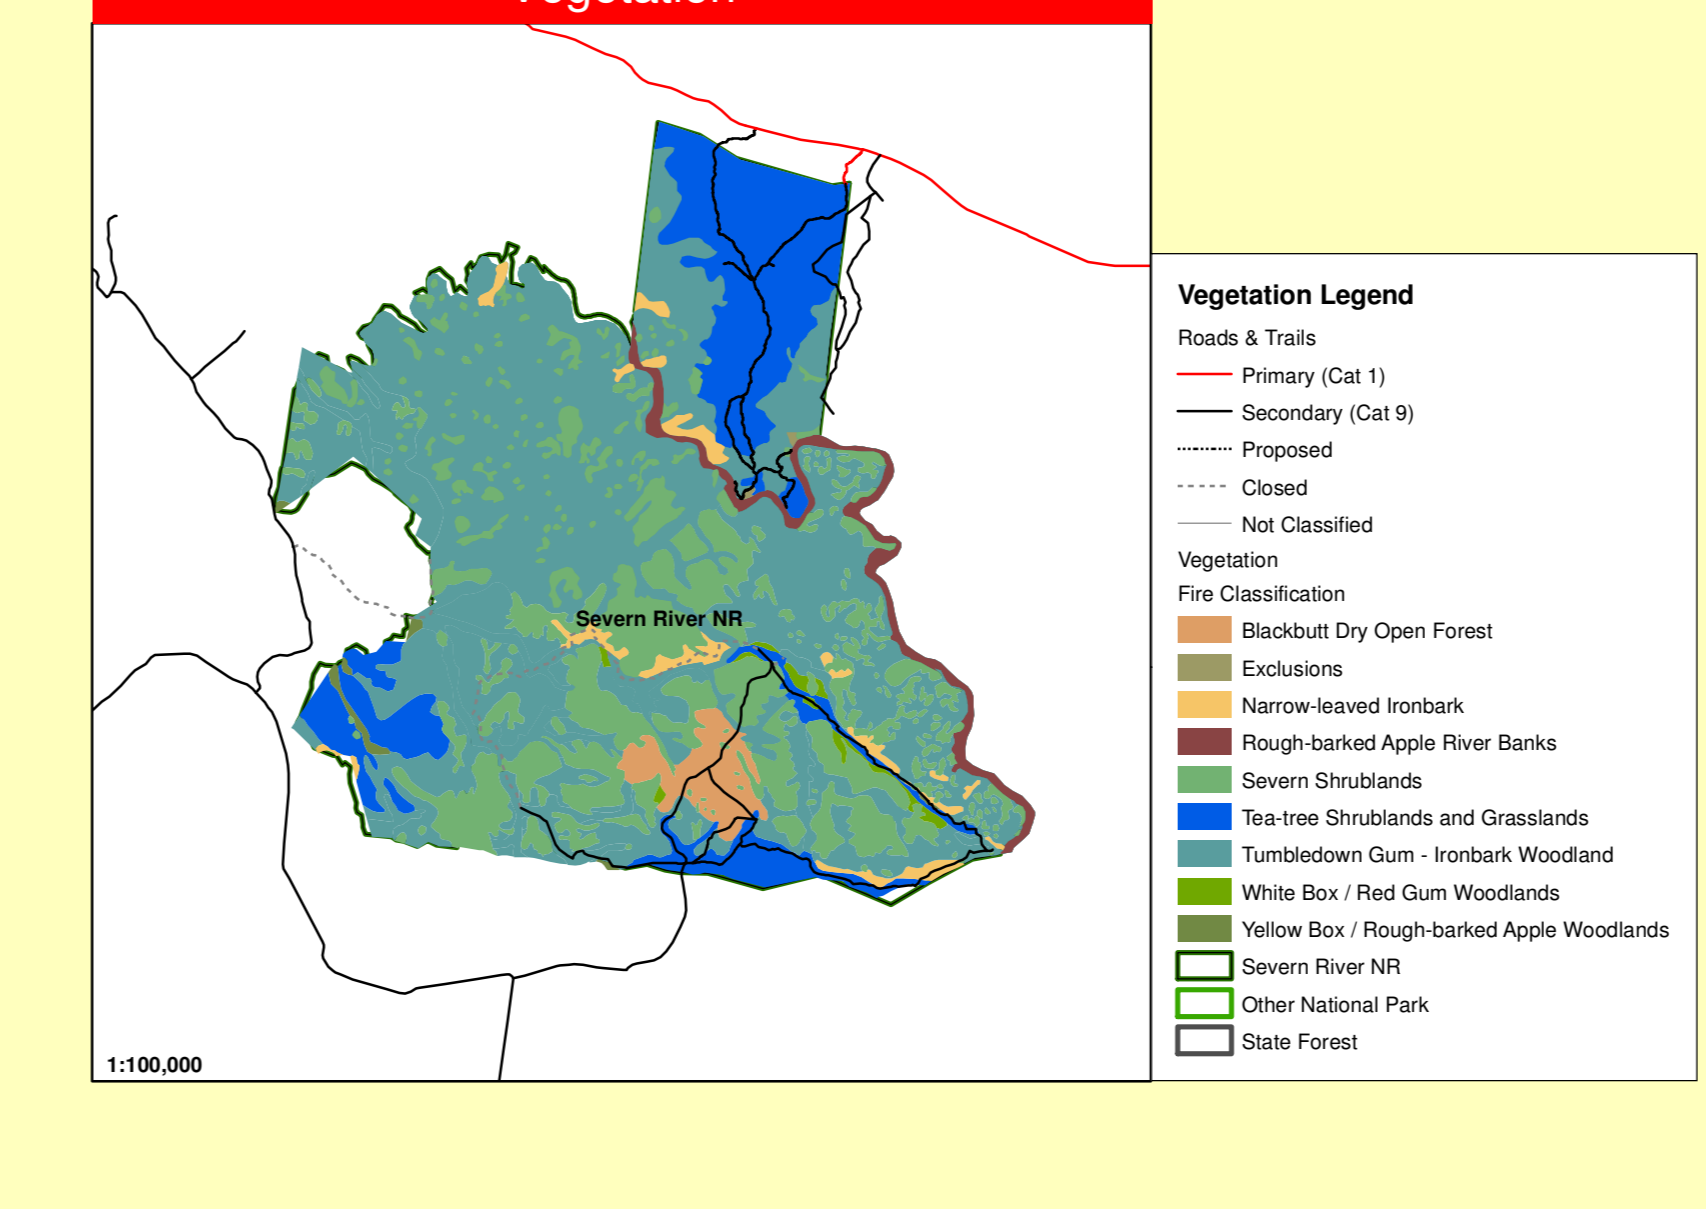 Vegetation
Severn River NR
1:100,000
Vegetation Legend
Roads & Trails
Primary (Cat 1)
Secondary (Cat 9)
Proposed
Closed
Not Classified
Vegetation
Fire Classification
Blackbutt Dry Open Forest
Exclusions
Narrow-leaved Ironbark
Rough-barked Apple River Banks
Severn Shrublands
Tea-tree Shrublands and Grasslands
Tumbledown Gum - Ironbark Woodland
White Box / Red Gum Woodlands
Yellow Box / Rough-barked Apple Woodlands
Severn River NR
Other National Park
State Forest